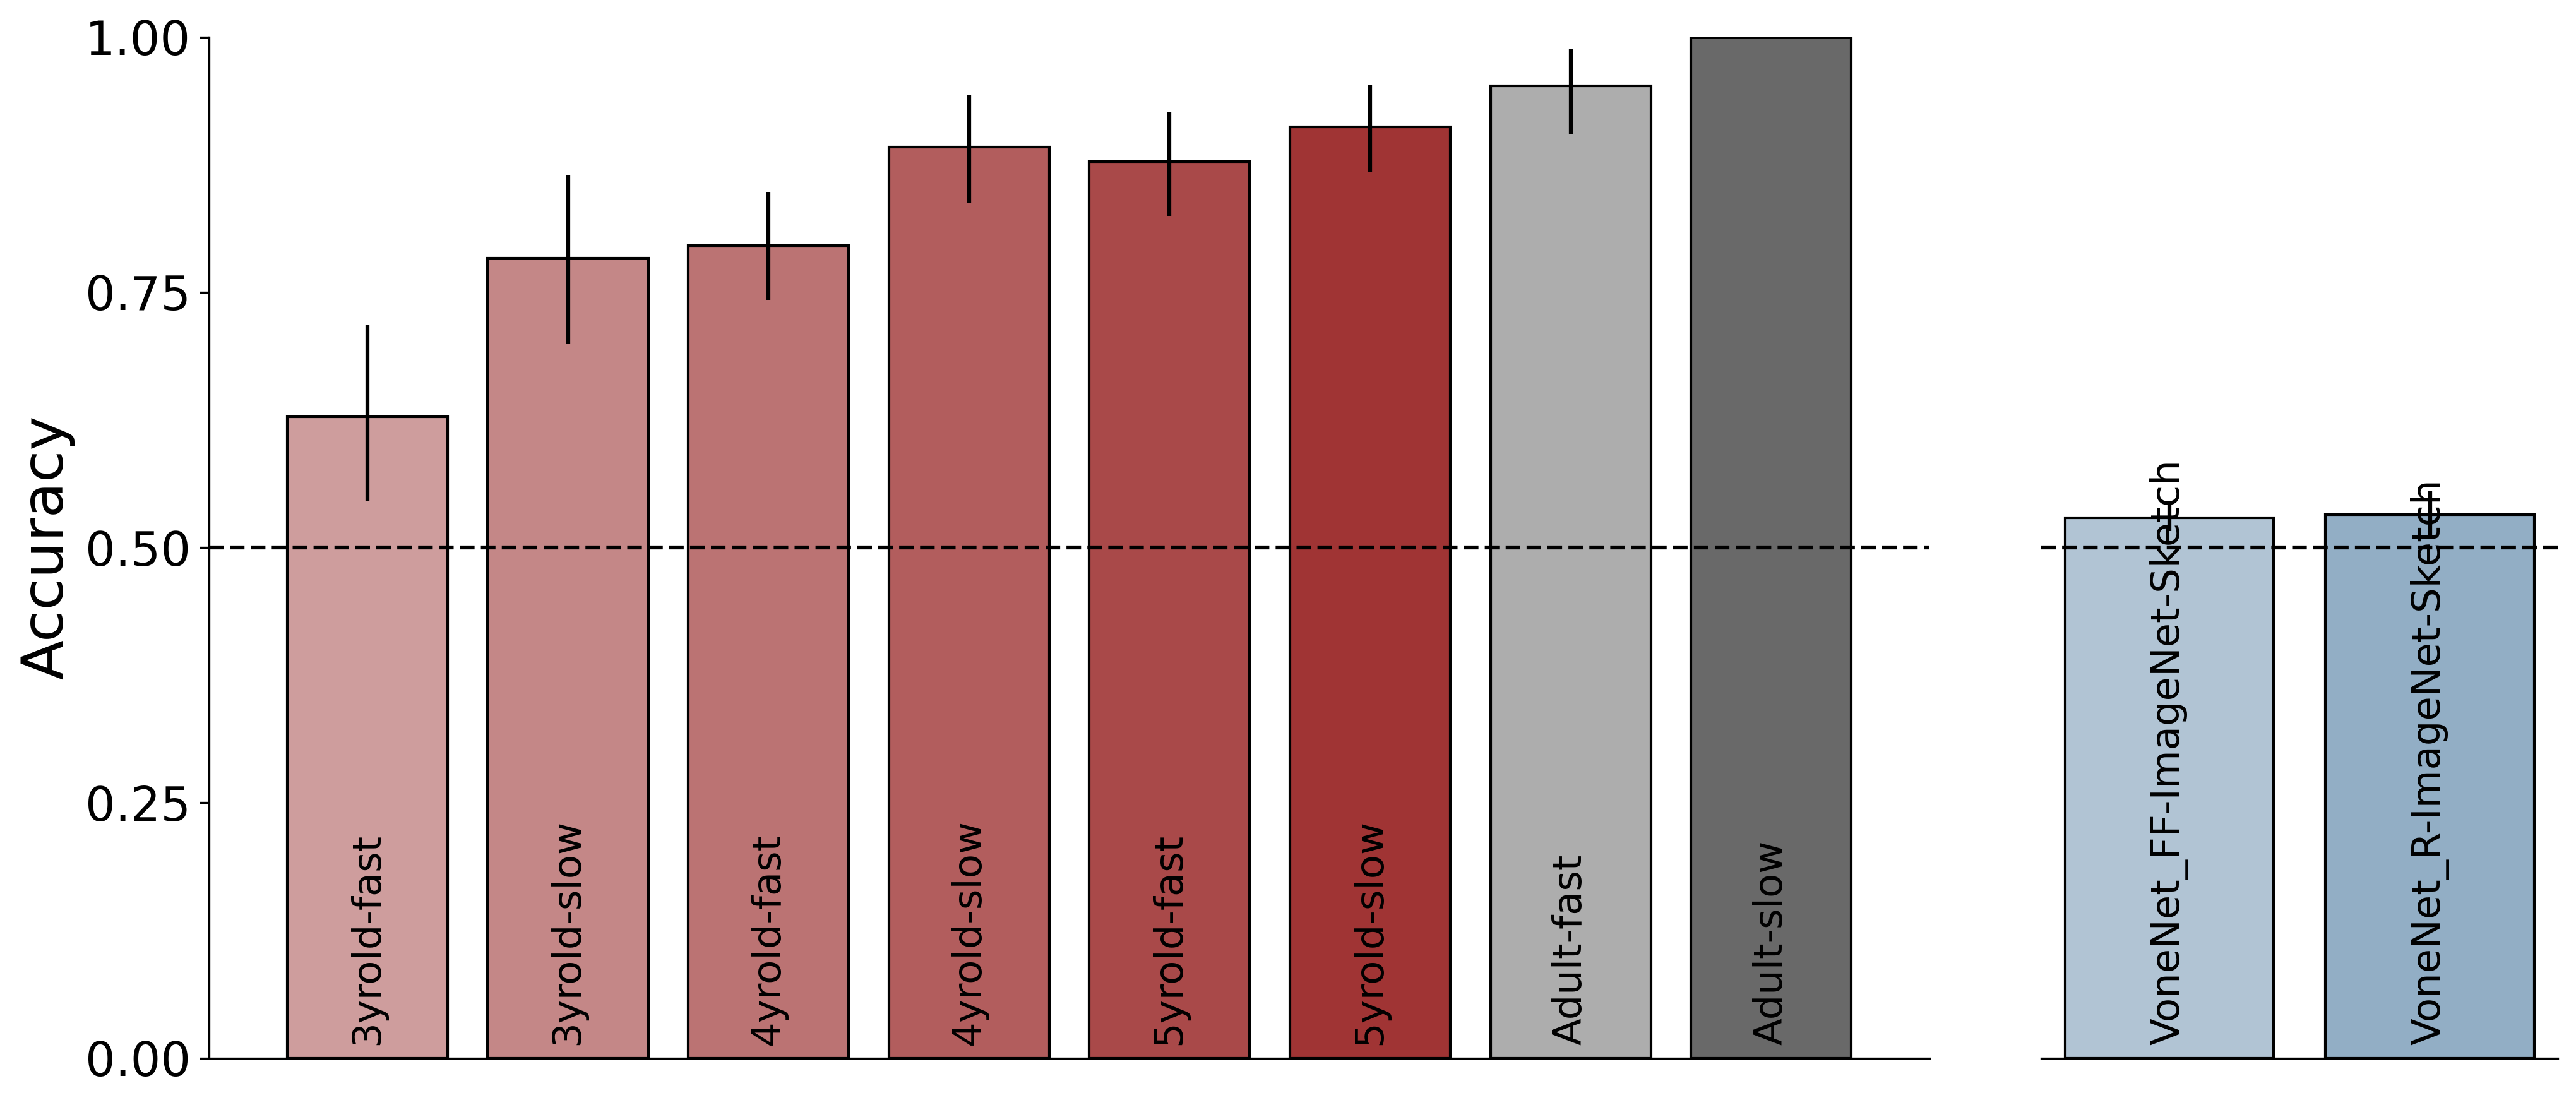 Accuracy
1.00
0.75
0.50
0.25
0.00
3yrold-fast
3yrold-slow
4yrold-fast
4yrold-slow
5yrold-fast
5yrold-slow
Adult-fast
Adult-slow
VoneNet_FF-ImageNet-Sketch
VoneNet_R-ImageNet-Sketch